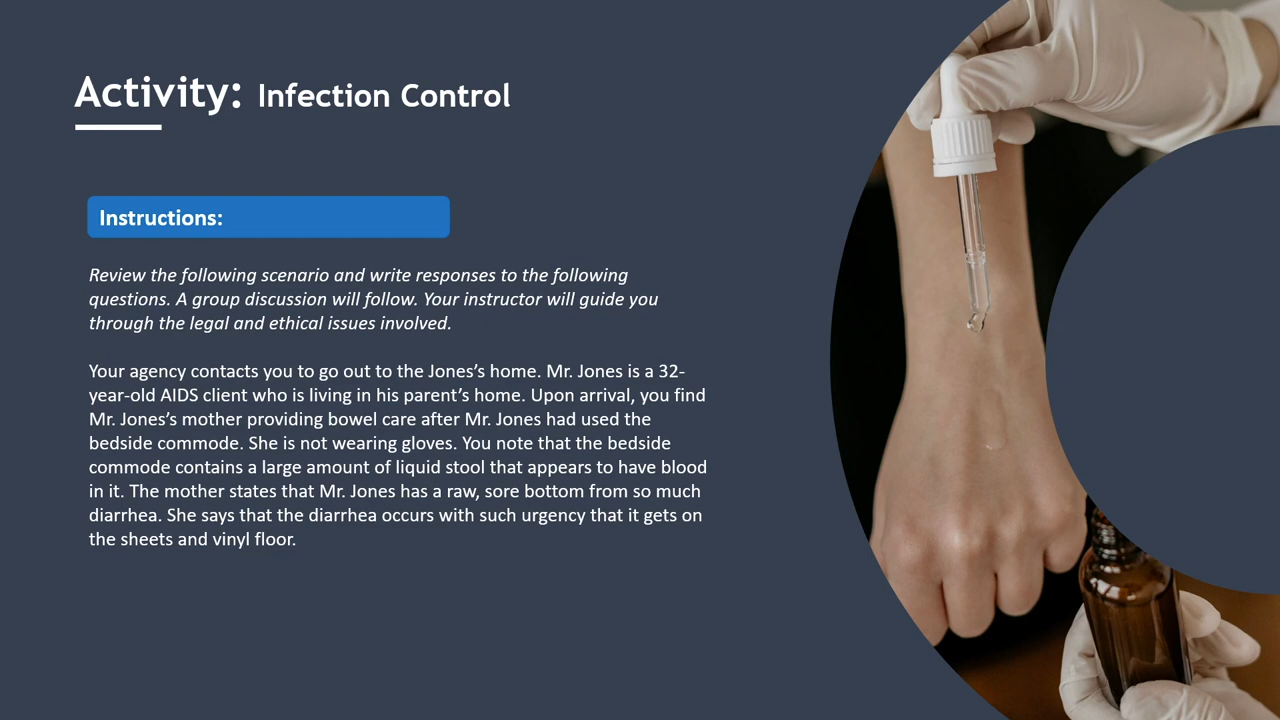 Activity: Infection Control
Instructions:
Review the following scenario and write responses to the following
questions. A group discussion will follow. Your instructor will guide you
through the legal and ethical issues involved.
Your agency contacts you to go out to the Jones’s home. Mr. Jones is a 32-
year-old AIDS client who is living in his parent’s home. Upon arrival, you find
Mr. Jones’s mother providing bowel care after Mr. Jones had used the
bedside commode. She is not wearing gloves. You note that the bedside
commode contains a large amount of liquid stool that appears to have blood
in it. The mother states that Mr. Jones has a raw, sore bottom from so much
diarrhea. She says that the diarrhea occurs with such urgency that it gets on
the sheets and vinyl floor.